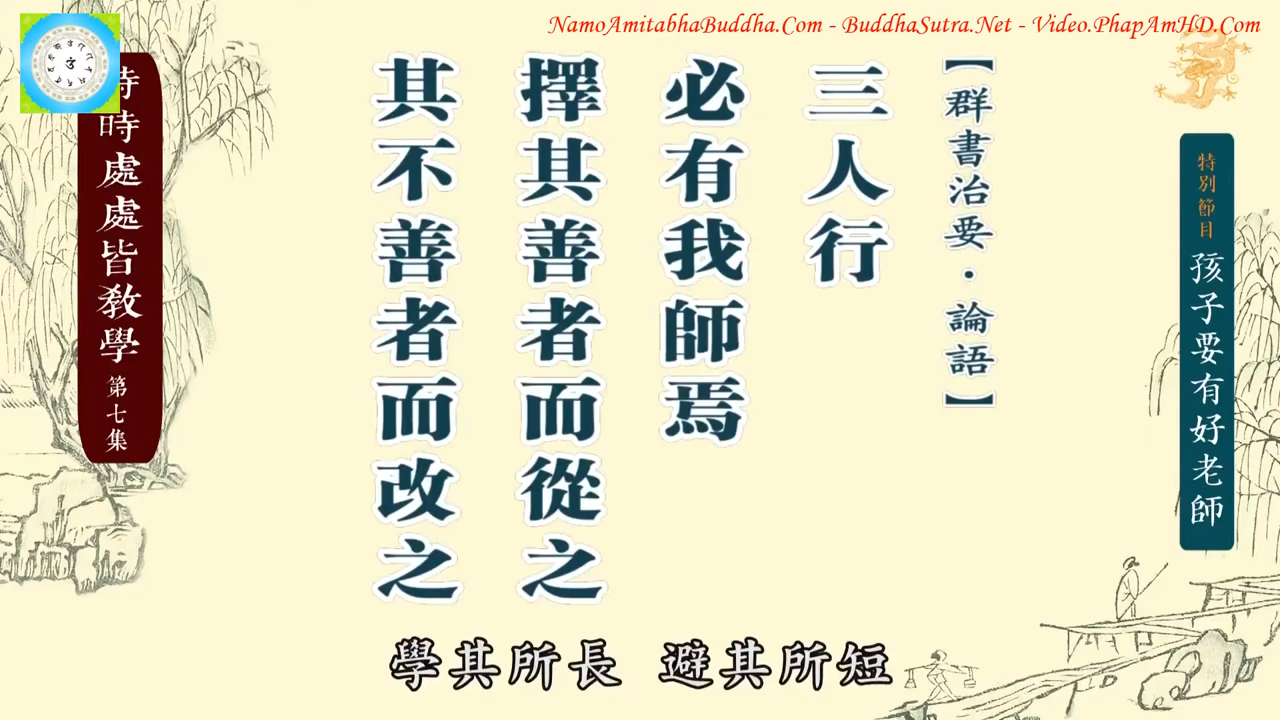 NamoAmitabhaBuddha.Com - BuddhaSutra.Net - Video.PhapAmHD.Com
特別節目 孩子要有好老師
【群書治要·論語】
三人行
必有我師焉
擇其善者而從之
其不善者而改之
時時處處皆教學 第七集
學其所長 避其所短